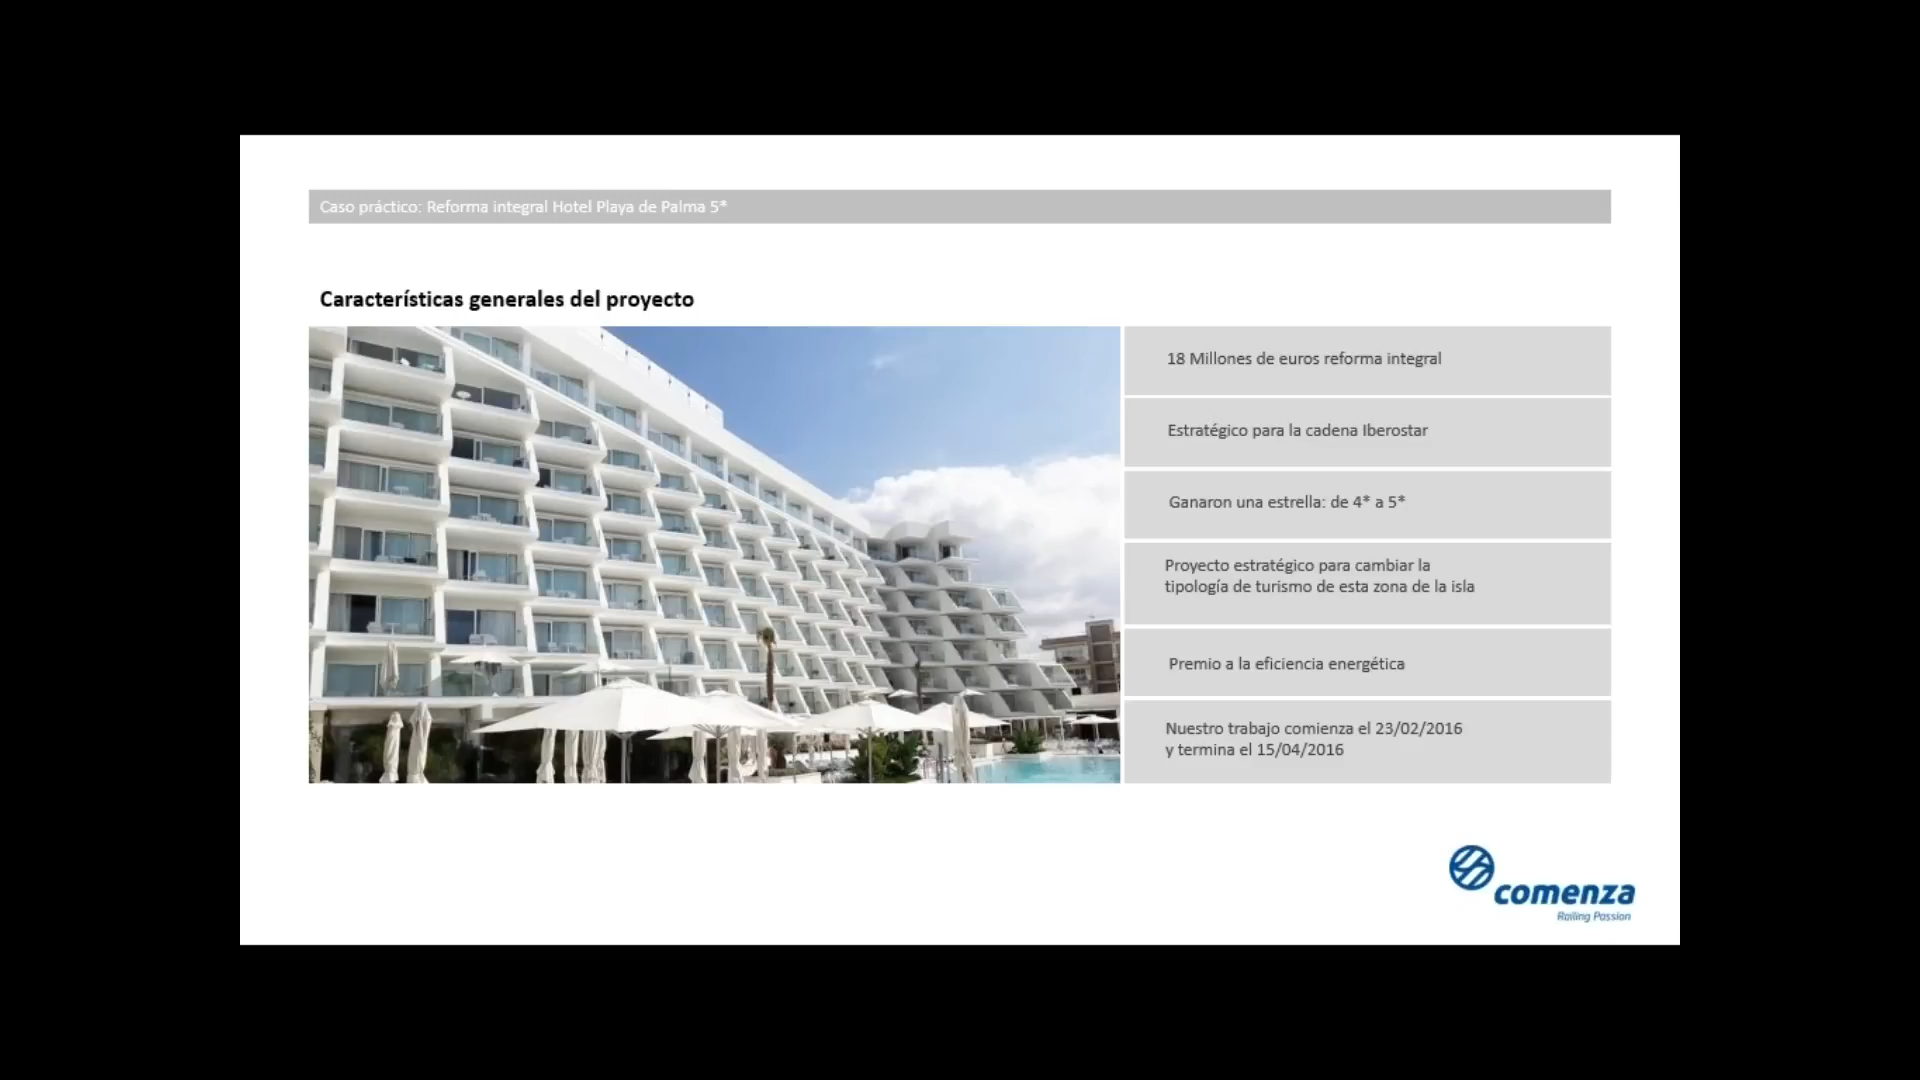 Caso práctico: Reforma integral Hotel Playa de Palma 5*
Características generales del proyecto
18 Millones de euros reforma integral
Estratégico para la cadena Iberostar
Ganaron una estrella: de 4* a 5*
Proyecto estratégico para cambiar la
tipología de turismo de esta zona de la isla
Premio a la eficiencia energética
Nuestro trabajo comienza el 23/02/2016
y termina el 15/04/2016
comenza
Railing Passion